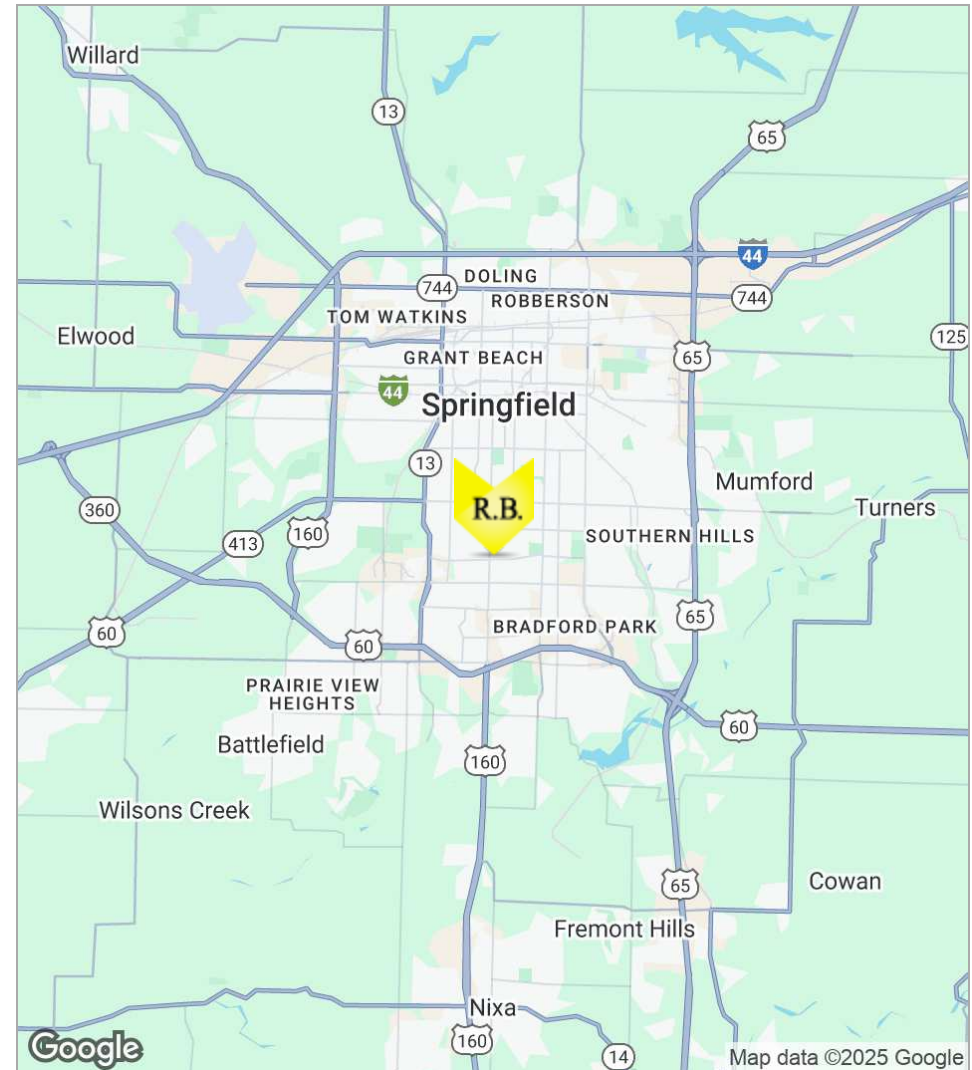 Willard
13
65
44
DOLING
744
ROBBERSON
744
TOM WATKINS
125
Elwood
GRANT BEACH
65
44
Springfield
13
R.B.
Mumford
Turners
360
160
SOUTHERN HILLS
413
65
60
BRADFORD PARK
60
PRAIRIE VIEW
HEIGHTS
60
Battlefield
160
Wilsons Creek
65
Cowan
Fremont Hills
Nixa
160
14
Google
Map data ©2025 Google